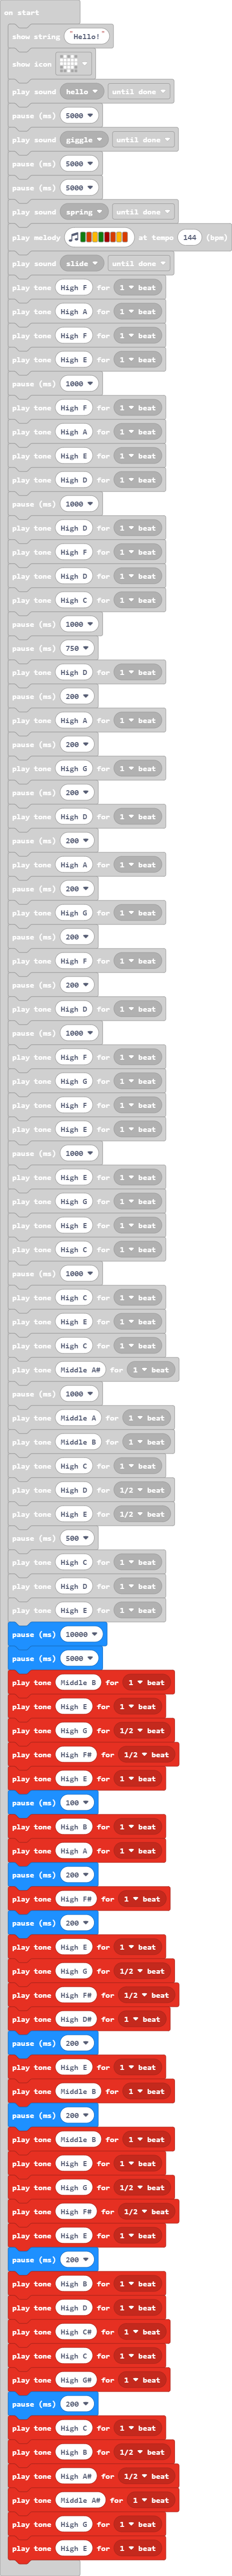 on start
show string "Hello!"
show icon
play sound hello until done
pause (ms) 5000
play sound giggle until done
pause (ms) 5000
pause (ms) 5000
play sound spring until done
play melody at tempo 144 (bpm)
play sound slide until done
play tone High F for 1 beat
play tone High A for 1 beat
play tone High F for 1 beat
play tone High E for 1 beat
pause (ms) 1000
play tone High F for 1 beat
play tone High A for 1 beat
play tone High E for 1 beat
play tone High D for 1 beat
pause (ms) 1000
play tone High D for 1 beat
play tone High F for 1 beat
play tone High D for 1 beat
play tone High C for 1 beat
pause (ms) 1000
pause (ms) 750
play tone High D for 1 beat
pause (ms) 200
play tone High A for 1 beat
pause (ms) 200
play tone High G for 1 beat
pause (ms) 200
play tone High D for 1 beat
pause (ms) 200
play tone High A for 1 beat
pause (ms) 200
play tone High G for 1 beat
pause (ms) 200
play tone High F for 1 beat
pause (ms) 200
play tone High D for 1 beat
pause (ms) 1000
play tone High F for 1 beat
play tone High G for 1 beat
play tone High F for 1 beat
play tone High E for 1 beat
pause (ms) 1000
play tone High E for 1 beat
play tone High G for 1 beat
play tone High E for 1 beat
play tone High C for 1 beat
pause (ms) 1000
play tone High C for 1 beat
play tone High E for 1 beat
play tone High C for 1 beat
play tone Middle A# for 1 beat
pause (ms) 1000
play tone Middle A for 1 beat
play tone Middle B for 1 beat
play tone High C for 1 beat
play tone High D for 1/2 beat
play tone High E for 1/2 beat
pause (ms) 500
play tone High C for 1 beat
play tone High D for 1 beat
play tone High E for 1 beat
pause (ms) 10000
pause (ms) 5000
play tone Middle B for 1 beat
play tone High E for 1 beat
play tone High G for 1/2 beat
play tone High F# for 1/2 beat
play tone High E for 1 beat
pause (ms) 100
play tone High B for 1 beat
play tone High A for 1 beat
pause (ms) 200
play tone High F# for 1 beat
pause (ms) 200
play tone High E for 1 beat
play tone High G for 1/2 beat
play tone High F# for 1/2 beat
play tone High D# for 1 beat
pause (ms) 200
play tone High E for 1 beat
play tone Middle B for 1 beat
pause (ms) 200
play tone Middle B for 1 beat
play tone High E for 1 beat
play tone High G for 1/2 beat
play tone High F# for 1/2 beat
play tone High E for 1 beat
pause (ms) 200
play tone High B for 1 beat
play tone High D for 1 beat
play tone High C# for 1 beat
play tone High C for 1 beat
play tone High G# for 1 beat
pause (ms) 200
play tone High C for 1 beat
play tone High B for 1/2 beat
play tone High A# for 1/2 beat
play tone Middle A# for 1 beat
play tone High G for 1 beat
play tone High E for 1 beat